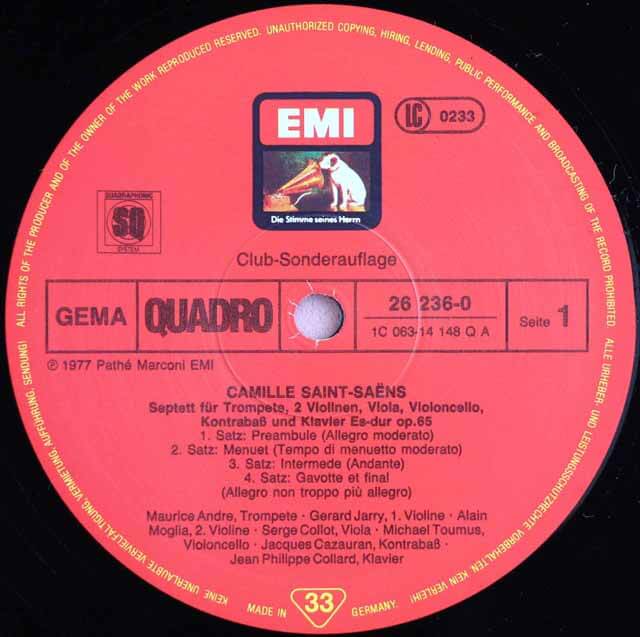 ALL RIGHTS OF THE PRODUCER AND OF THE OWNER OF THE WORK REPRODUCED RESERVED. UNAUTHORIZED COPYING, HIRING, LENDING, PUBLIC PERFORMANCE AND BROADCASTING OF THE RECORD PROHIBITED.
ALLE URHEBER- UND LEISTUNGSSCHUTZRECHTE VORBEHALTEN KEIN VERLEIH! KEINE UNERLAUBTE VERVIELFÄLTIGUNG, VERMIETUNG, AUFFÜHRUNG, SENDUNG!
EMI
LC 0233
Die Stimme seines Herrn
QUADRAPHONIC
SQ
SYSTEM
Club-Sonderauflage
GEMA QUADRO 26 236-0 Seite 1
1C 063-14 148 Q A
℗ 1977 Pathé Marconi EMI
CAMILLE SAINT-SAËNS
Septett für Trompete, 2 Violinen, Viola, Violoncello,
Kontrabaß und Klavier Es-dur op.65
1. Satz: Preambule (Allegro moderato)
2. Satz: Menuet (Tempo di menuetto moderato)
3. Satz: Intermede (Andante)
4. Satz: Gavotte et final
(Allegro non troppo più allegro)
Maurice Andre, Trompete · Gerard Jarry, 1. Violine · Alain
Moglia, 2. Violine · Serge Collot, Viola · Michael Toumus,
Violoncello · Jacques Cazauran, Kontrabaß ·
Jean Philippe Collard, Klavier
MADE IN 33 GERMANY.